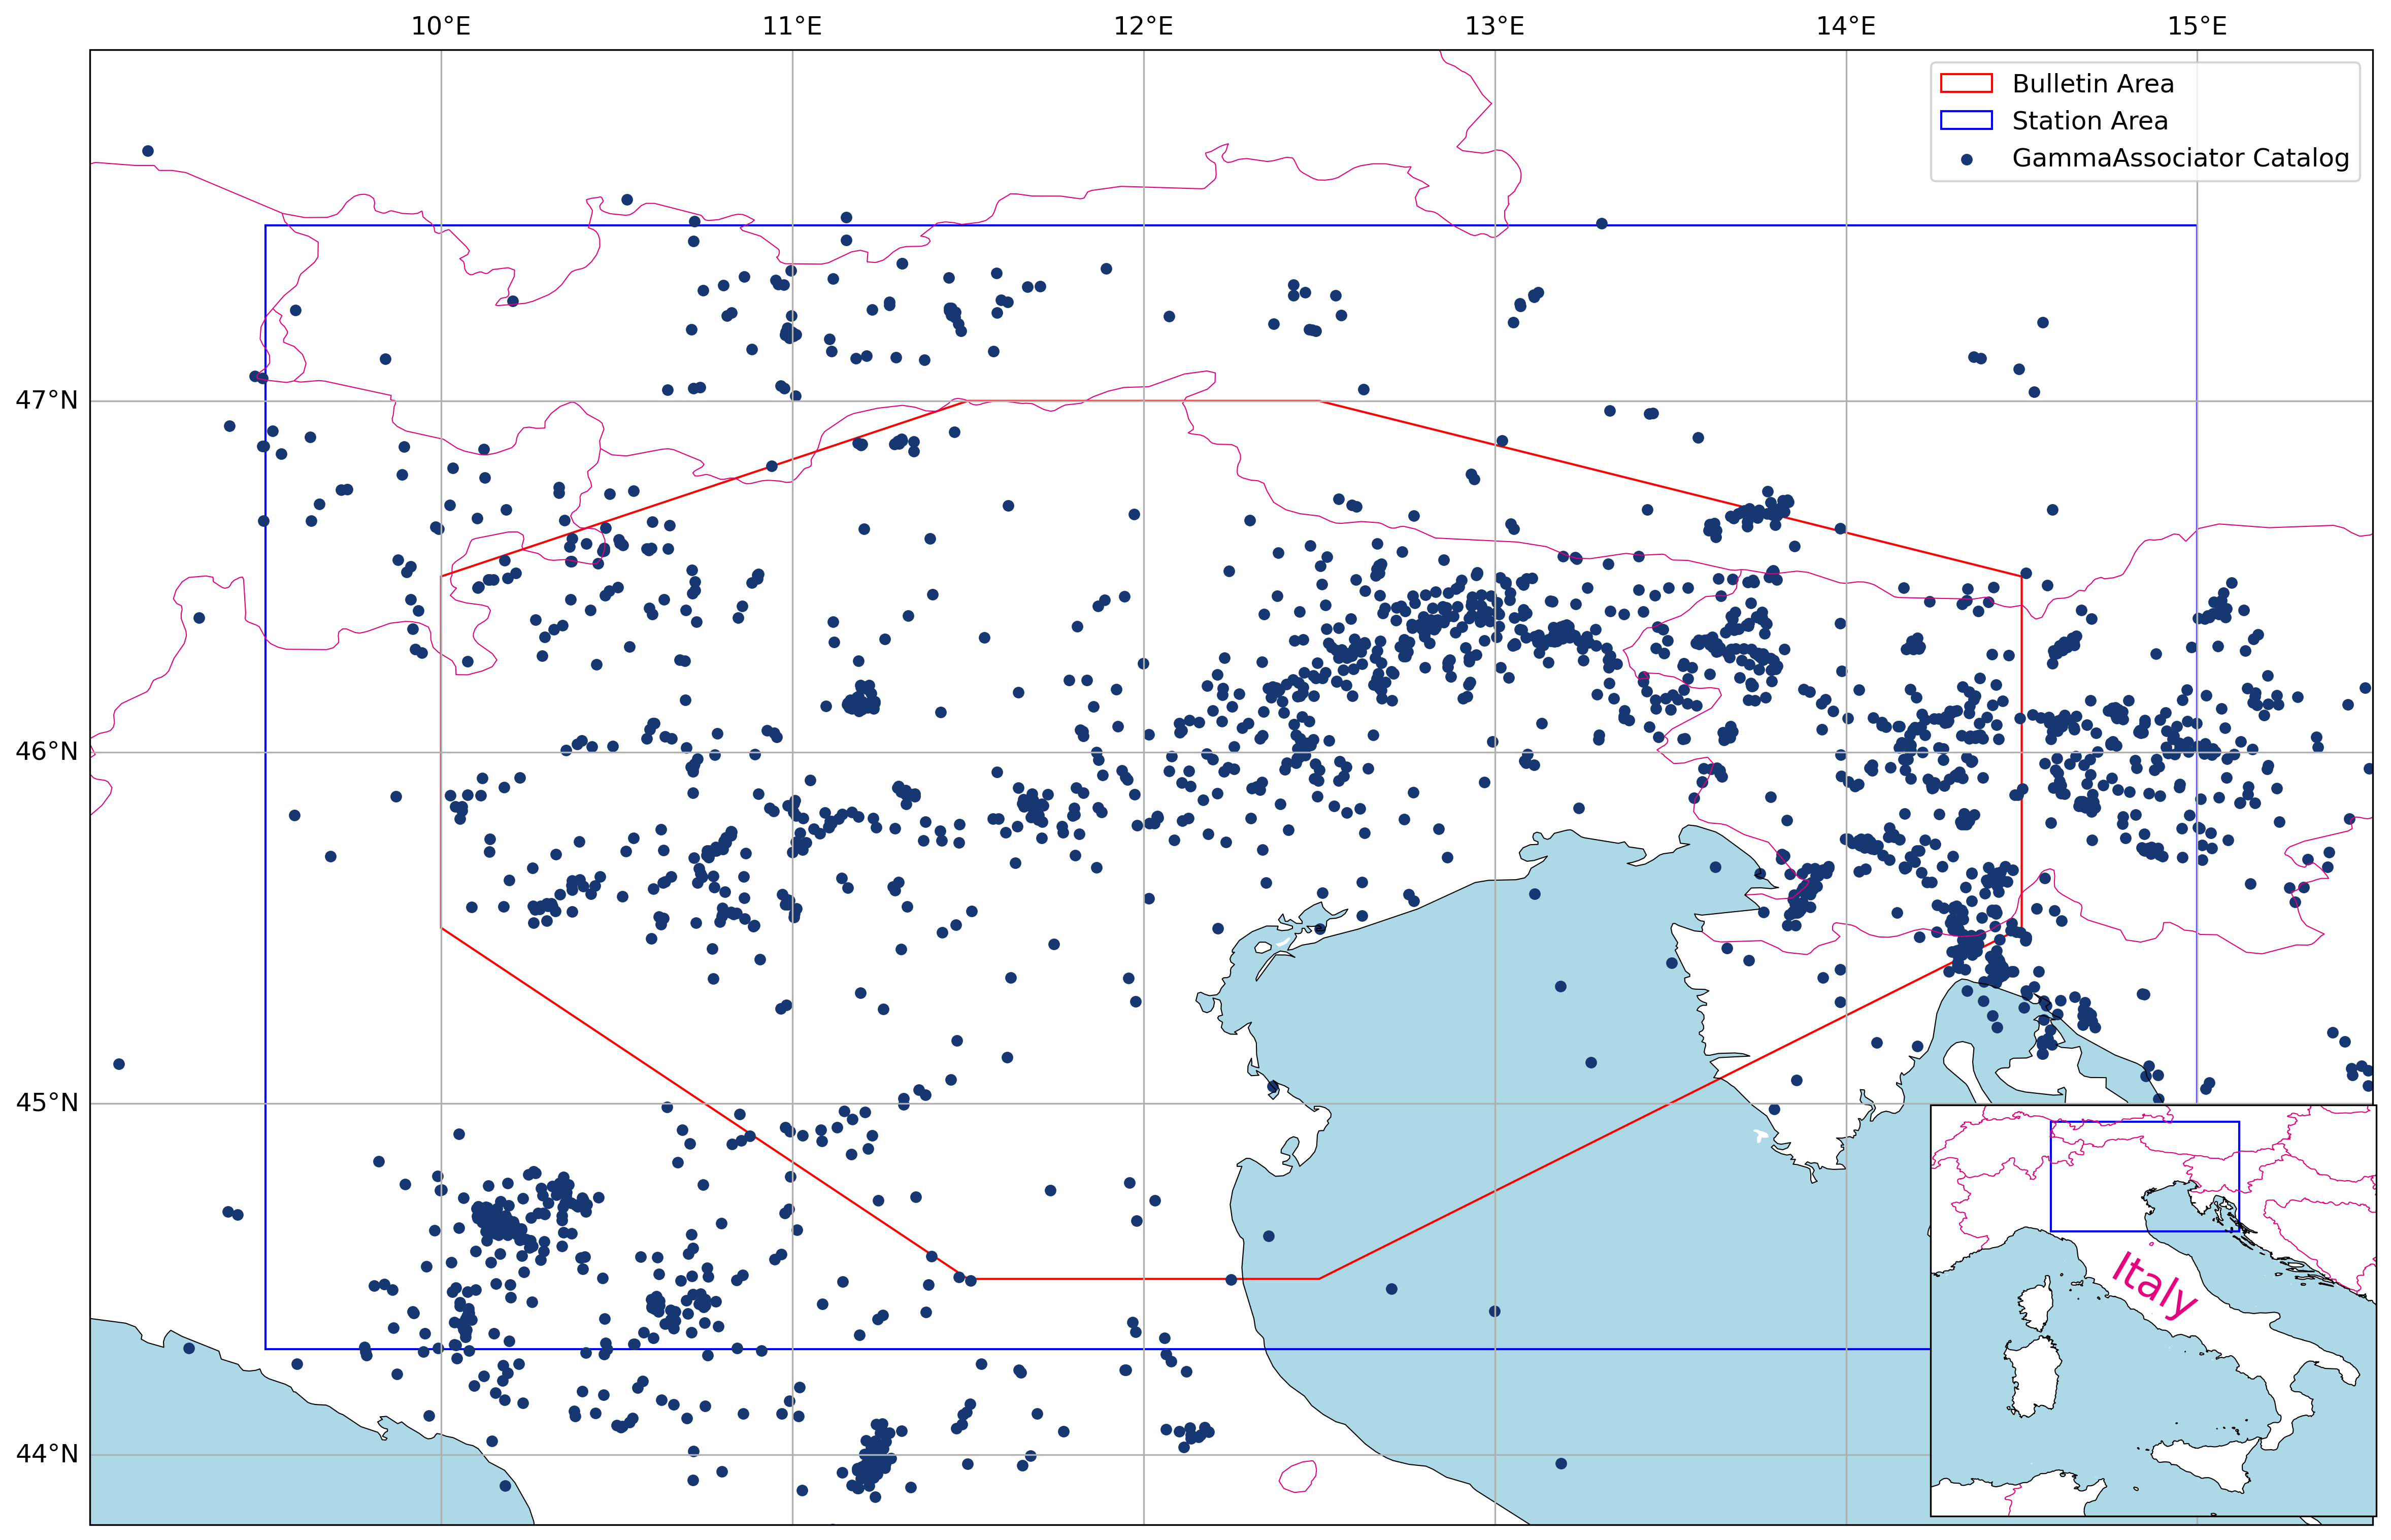 10°E 11°E 12°E 13°E 14°E 15°E
Bulletin Area
Station Area
GammaAssociator Catalog
47°N
46°N
45°N
44°N
Italy